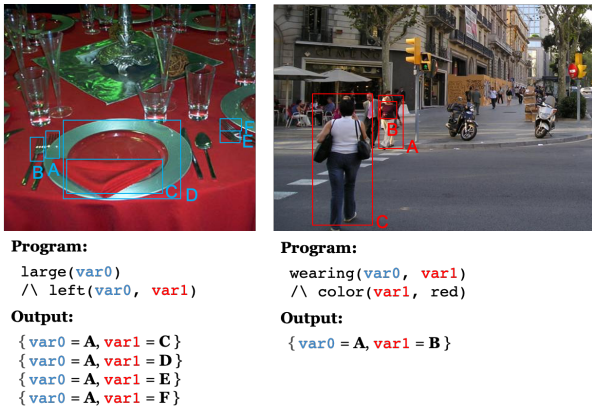 E
B A
C D
Program:
large(var0)
/\ left(var0, var1)
Output:
{var0 = A, var1 = C}
{var0 = A, var1 = D}
{var0 = A, var1 = E}
{var0 = A, var1 = F}
B
A
C
Program:
wearing(var0, var1)
/\ color(var1, red)
Output:
{var0 = A, var1 = B}